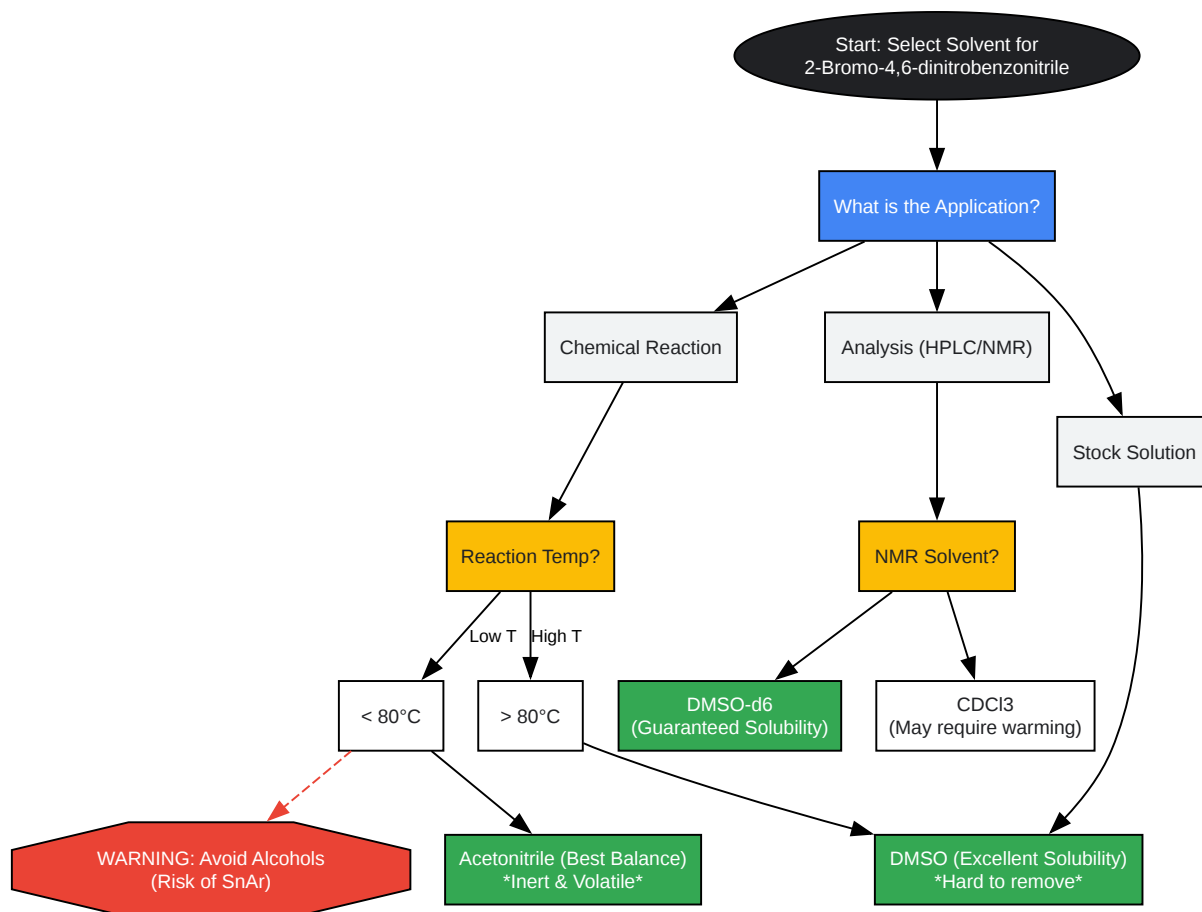 Start: Select Solvent for
2-Bromo-4,6-dinitrobenzonitrile
What is the Application?
Chemical Reaction
Analysis (HPLC/NMR)
Stock Solution
Reaction Temp?
NMR Solvent?
Low T
High T
< 80°C
> 80°C
DMSO-d6
(Guaranteed Solubility)
CDCl3
(May require warming)
WARNING: Avoid Alcohols
(Risk of SnAr)
Acetonitrile (Best Balance)
*Inert & Volatile*
DMSO (Excellent Solubility)
*Hard to remove*